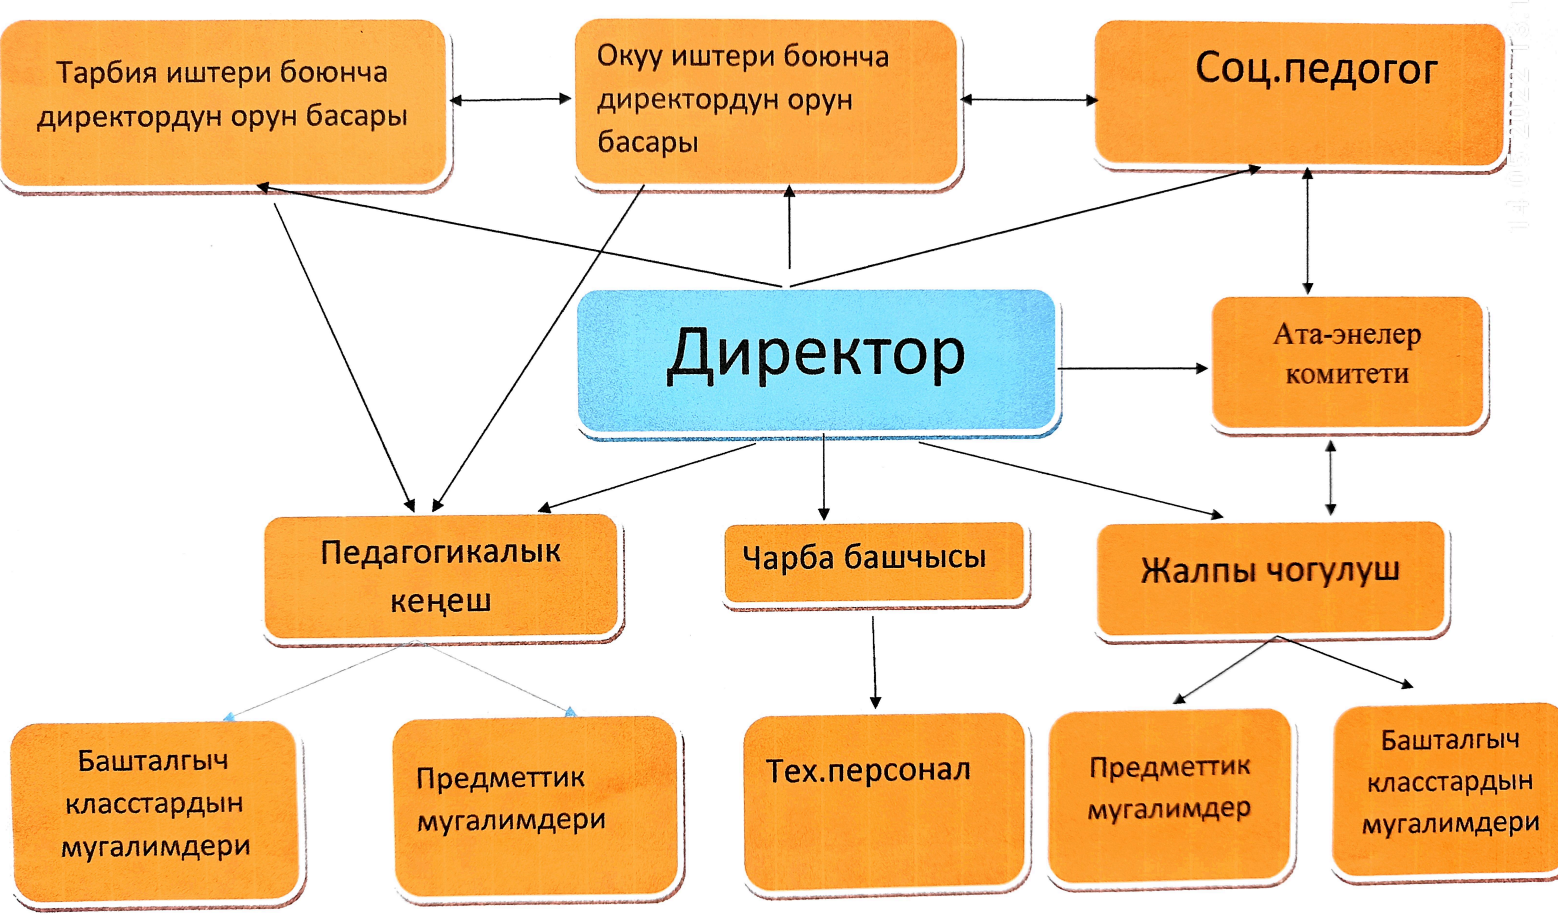 Тарбия иштери боюнча
директордун орун басары
Окуу иштери боюнча
директордун орун
басары
Соц.педогог
Директор
Ата-энелер
комитети
Педагогикалык
кеңеш
Чарба башчысы
Жалпы чогулуш
Башталгыч
класстардын
мугалимдери
Предметтик
мугалимдери
Тех.персонал
Предметтик
мугалимдер
Башталгыч
класстардын
мугалимдери